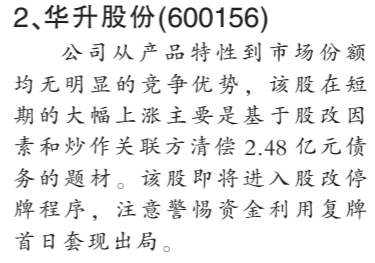 2、华升股份(600156)
公司从产品特性到市场份额
均无明显的竞争优势，该股在短
期的大幅上涨主要是基于股改因
素和炒作关联方清偿 2.48 亿元债
务的题材。该股即将进入股改停
牌程序，注意警惕资金利用复牌
首日套现出局。